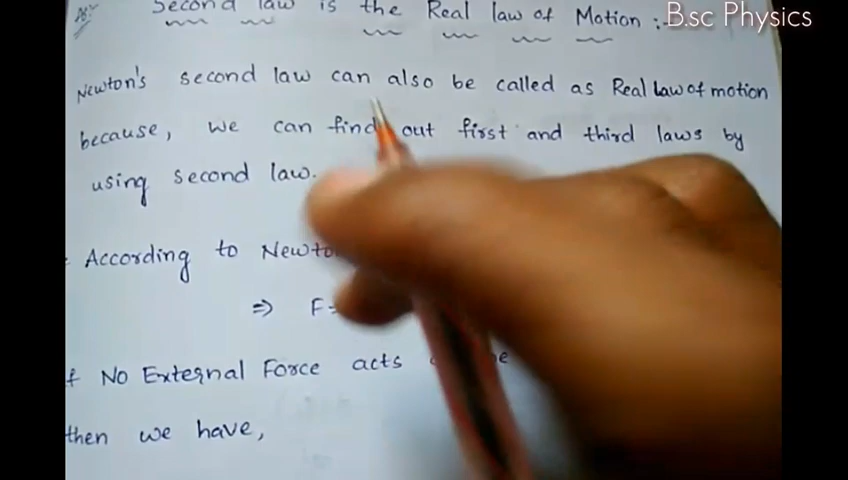 Second law is the Real law of Motion :-
B.sc Physics
Newton's second law can also be called as Real law of motion
because, we can find out first and third laws by
using second law.
According to
⇒ F=
No External Force acts
then we have,